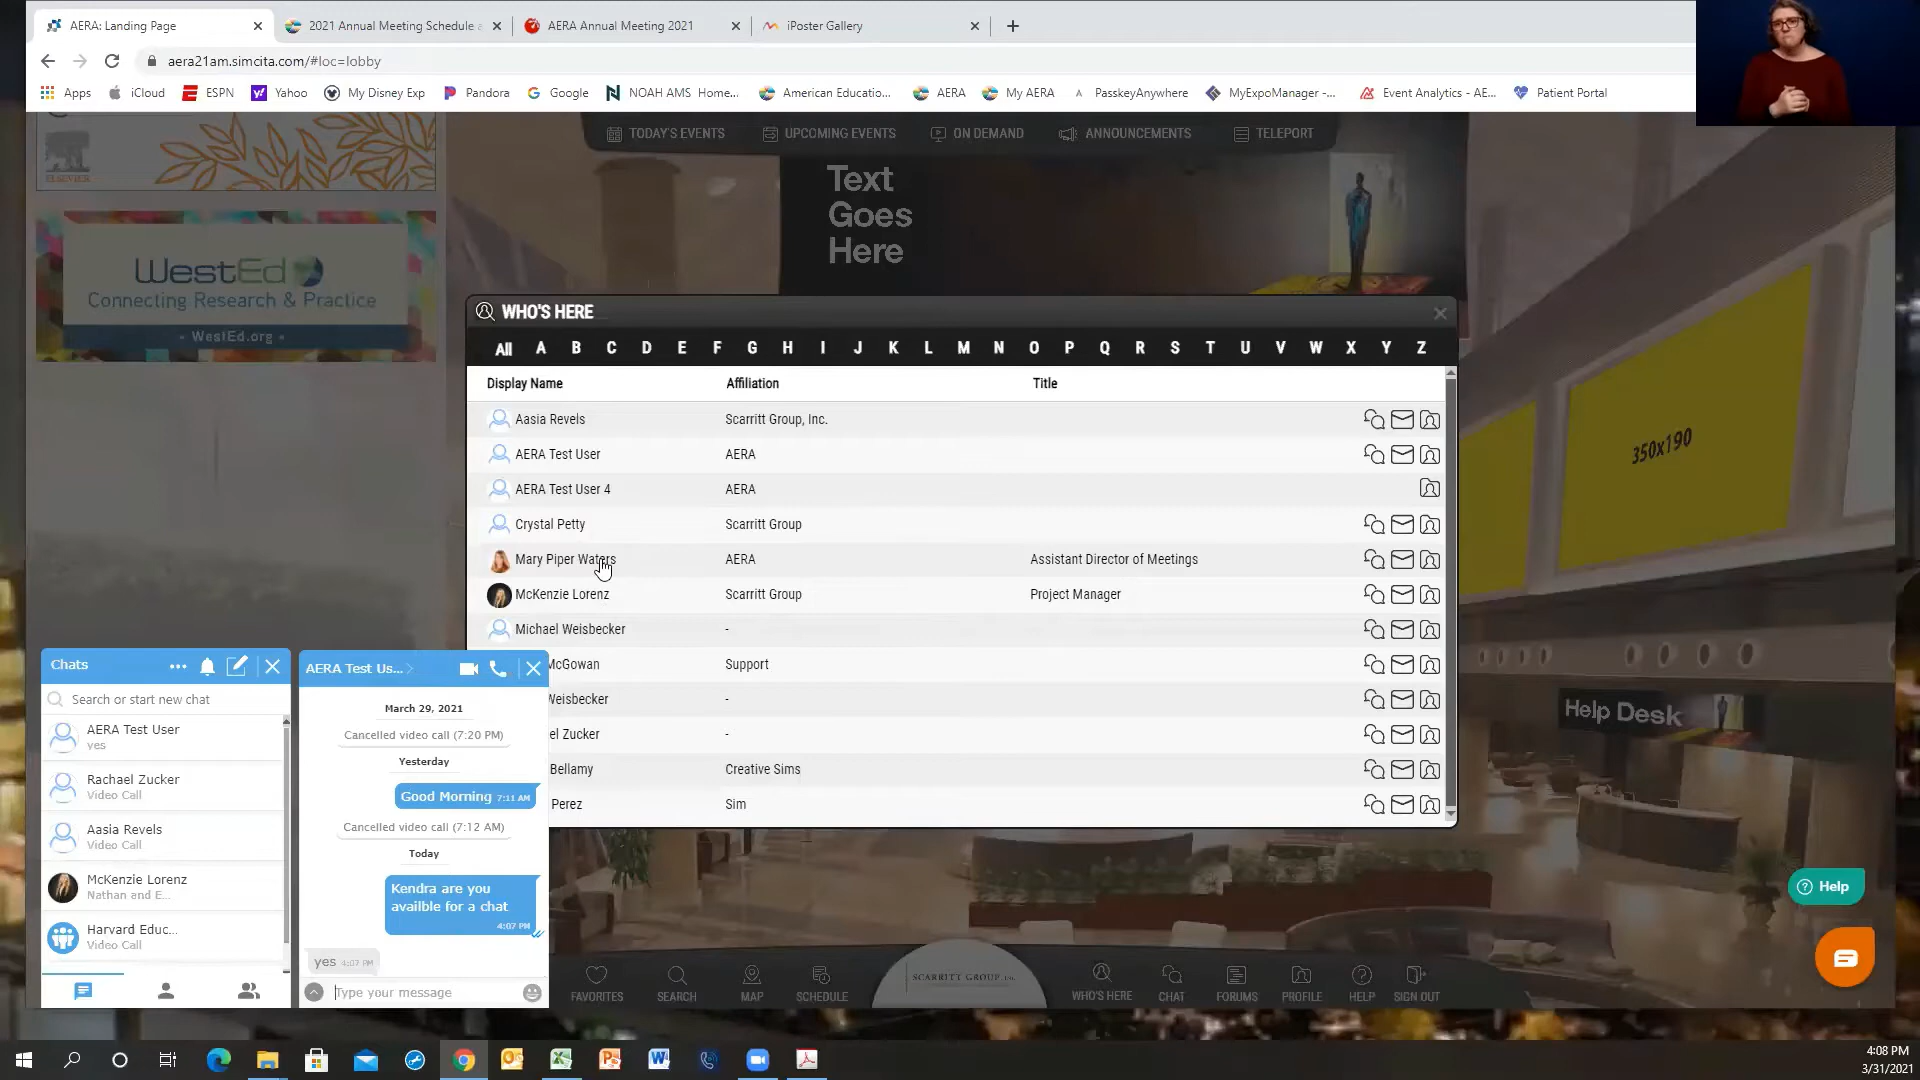 AERA: Landing Page
2021 Annual Meeting Schedule a
AERA Annual Meeting 2021
iPoster Gallery
aera21am.simcita.com/#loc=lobby
Apps
iCloud
ESPN
Yahoo
My Disney Exp
Pandora
Google
NOAH AMS Home...
American Educatio...
AERA
My AERA
PasskeyAnywhere
MyExpoManager -...
Event Analytics - AE...
Patient Portal
TODAY'S EVENTS
UPCOMING EVENTS
ON DEMAND
ANNOUNCEMENTS
TELEPORT
ELSEVIER
WestEd
Connecting Research & Practice
- WestEd.org -
Text
Goes
Here
WHO'S HERE
All A B C D E F G H I J K L M N O P Q R S T U V W X Y Z
Display Name Affiliation Title
Aasia Revels Scarritt Group, Inc.
AERA Test User AERA
AERA Test User 4 AERA
Crystal Petty Scarritt Group
Mary Piper Waters AERA Assistant Director of Meetings
McKenzie Lorenz Scarritt Group Project Manager
Michael Weisbecker -
McGowan Support
Weisbecker -
el Zucker -
Bellamy Creative Sims
Perez Sim
350x190
Help Desk
Chats
Search or start new chat
AERA Test User
yes
Rachael Zucker
Video Call
Aasia Revels
Video Call
McKenzie Lorenz
Nathan and E...
Harvard Educ...
Video Call
AERA Test Us...
March 29, 2021
Cancelled video call (7:20 PM)
Yesterday
Good Morning 7:11 AM
Cancelled video call (7:12 AM)
Today
Kendra are you
availble for a chat
4:07 PM
yes 4:07 PM
Type your message
FAVORITES
SEARCH
MAP
SCHEDULE
SCARRITT GROUP, INC.
WHO'S HERE
CHAT
FORUMS
PROFILE
HELP
SIGN OUT
Help
4:08 PM
3/31/2021